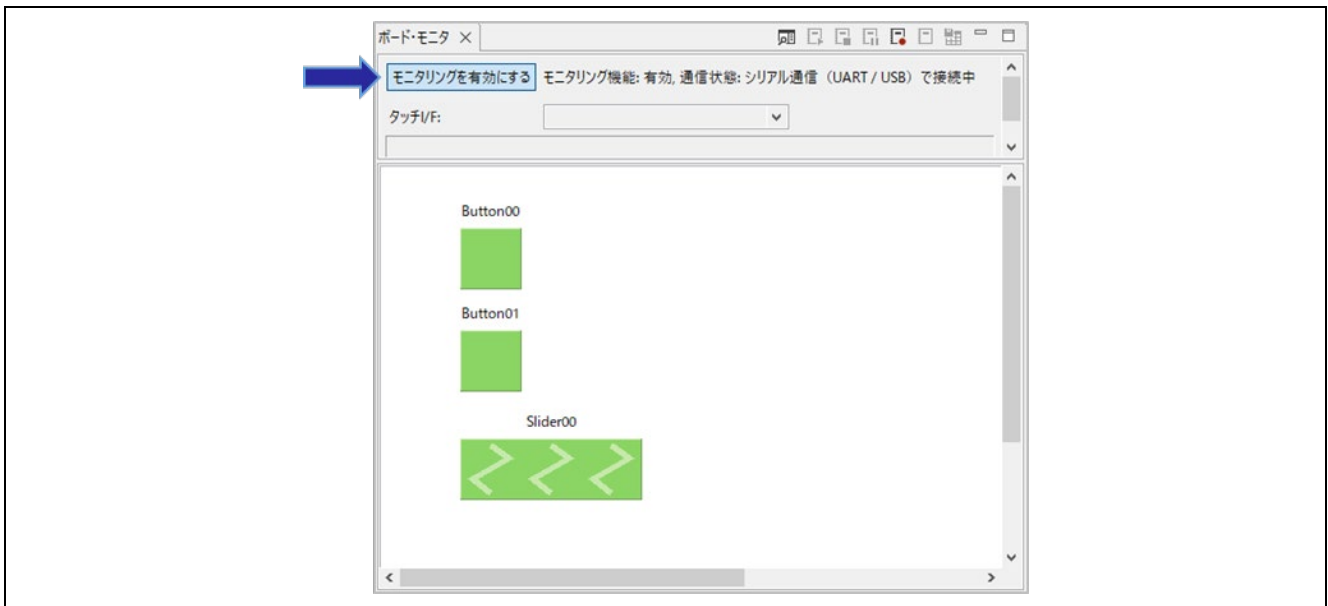 ボード・モニタ
モニタリングを有効にする モニタリング機能: 有効, 通信状態: シリアル通信（UART / USB）で接続中
タッチI/F:
Button00
Button01
Slider00